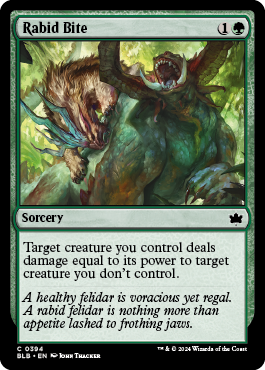 Rabid Bite 1
Sorcery
Target creature you control deals
damage equal to its power to target
creature you don't control.
A healthy felidar is voracious yet regal.
A rabid felidar is nothing more than
appetite lashed to frothing jaws.
C 0394
BLB • EN John Thacker
™ & © 2024 Wizards of the Coast